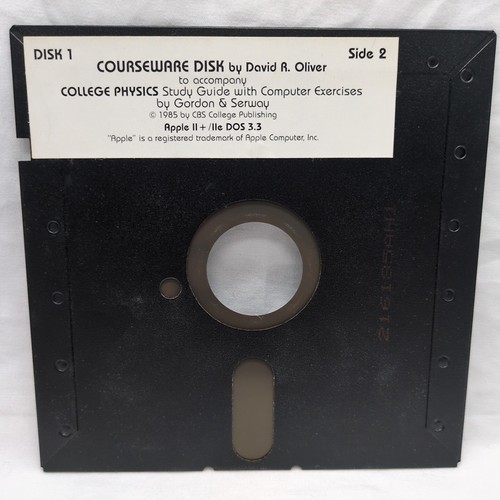 DISK 1
Side 2
COURSEWARE DISK by David R. Oliver
to accompany
COLLEGE PHYSICS Study Guide with Computer Exercises
by Gordon & Serway
© 1985 by CBS College Publishing
Apple II+/IIe DOS 3.3
"Apple" is a registered trademark of Apple Computer, Inc.